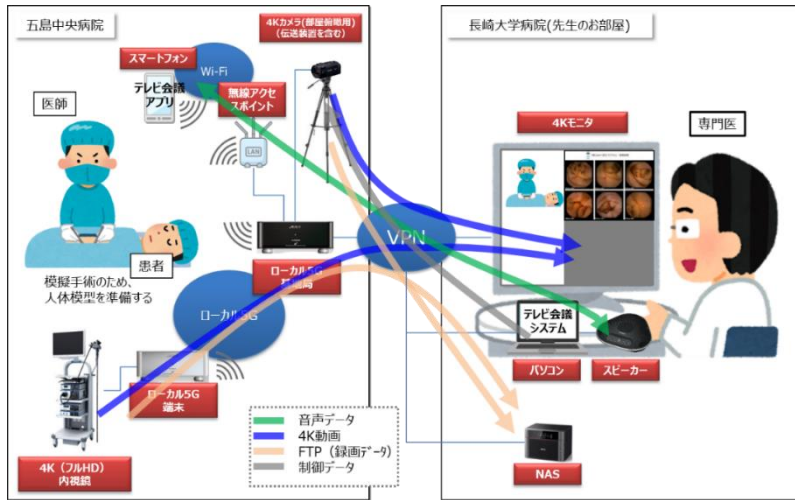 五島中央病院
4Kカメラ(部屋俯瞰用)
(伝送装置を含む)
スマートフォン
Wi-Fi
テレビ会議
アプリ
無線アクセ
スポイント
医師
LAN
患者
模擬手術のため、
人体模型を準備する
ローカル5G
VPN
ローカル5G
ローカル5G
端末
4K（フルHD）
内視鏡
音声データ
4K動画
FTP（録画データ）
制御データ
長崎大学病院(先生のお部屋)
4Kモニタ
専門医
テレビ会議
システム
パソコン
スピーカー
NAS